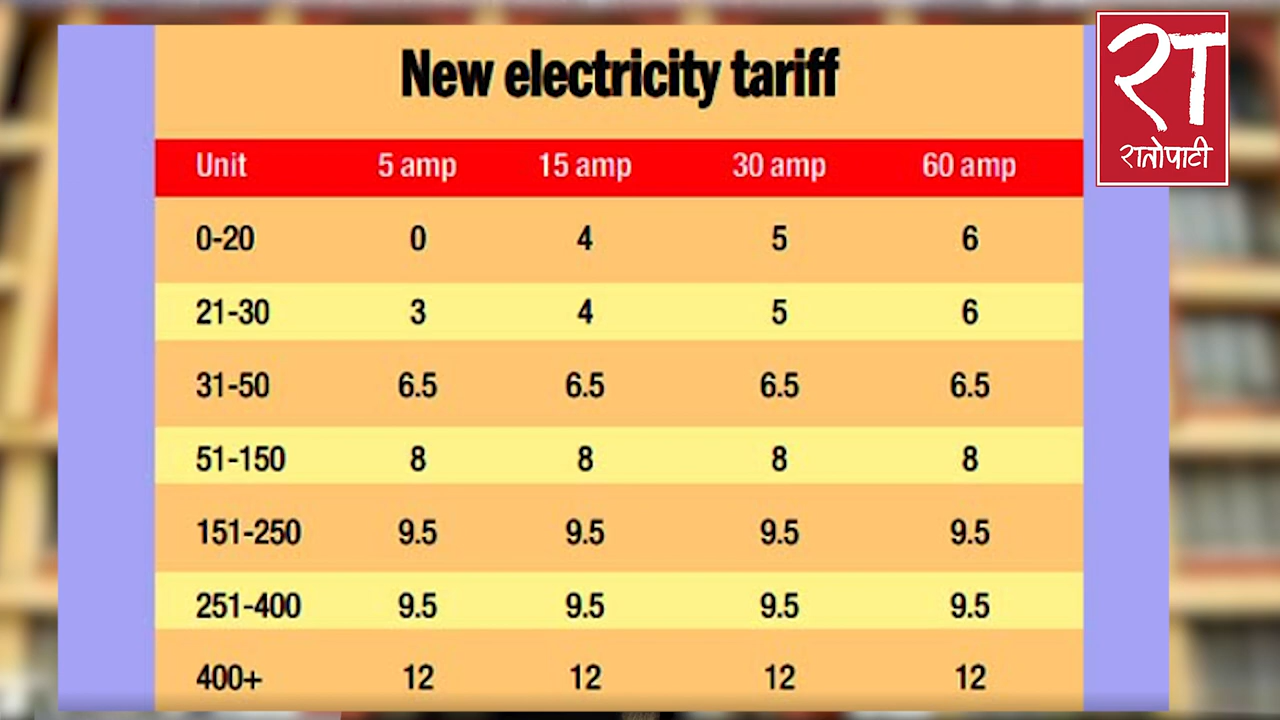 New electricity tariff
रा
रातोपाटी
Unit 5 amp 15 amp 30 amp 60 amp
0-20 0 4 5 6
21-30 3 4 5 6
31-50 6.5 6.5 6.5 6.5
51-150 8 8 8 8
151-250 9.5 9.5 9.5 9.5
251-400 9.5 9.5 9.5 9.5
400+ 12 12 12 12